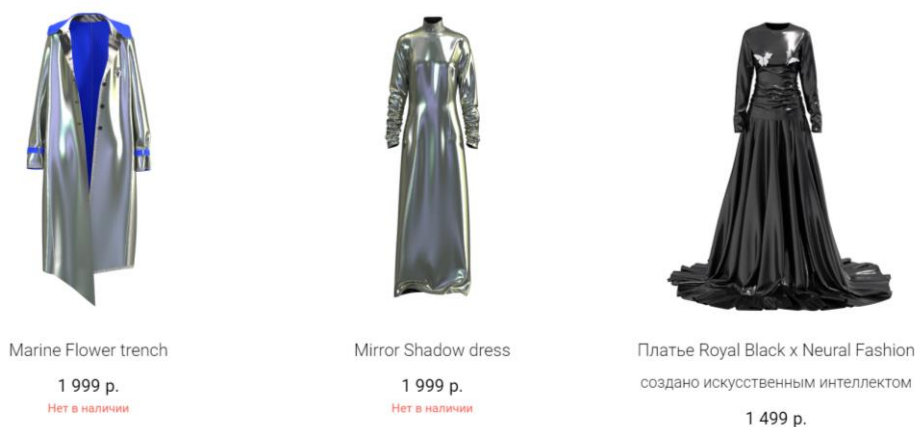 Marine Flower trench
1 999 р.
Нет в наличии
Mirror Shadow dress
1 999 р.
Нет в наличии
Платье Royal Black x Neural Fashion
создано искусственным интеллектом
1 499 р.